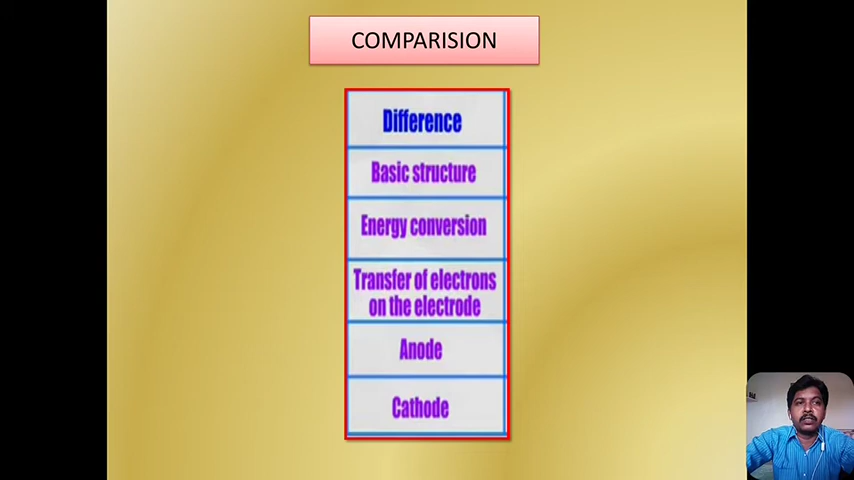 COMPARISION
Difference
Basic structure
Energy conversion
Transfer of electrons
on the electrode
Anode
Cathode